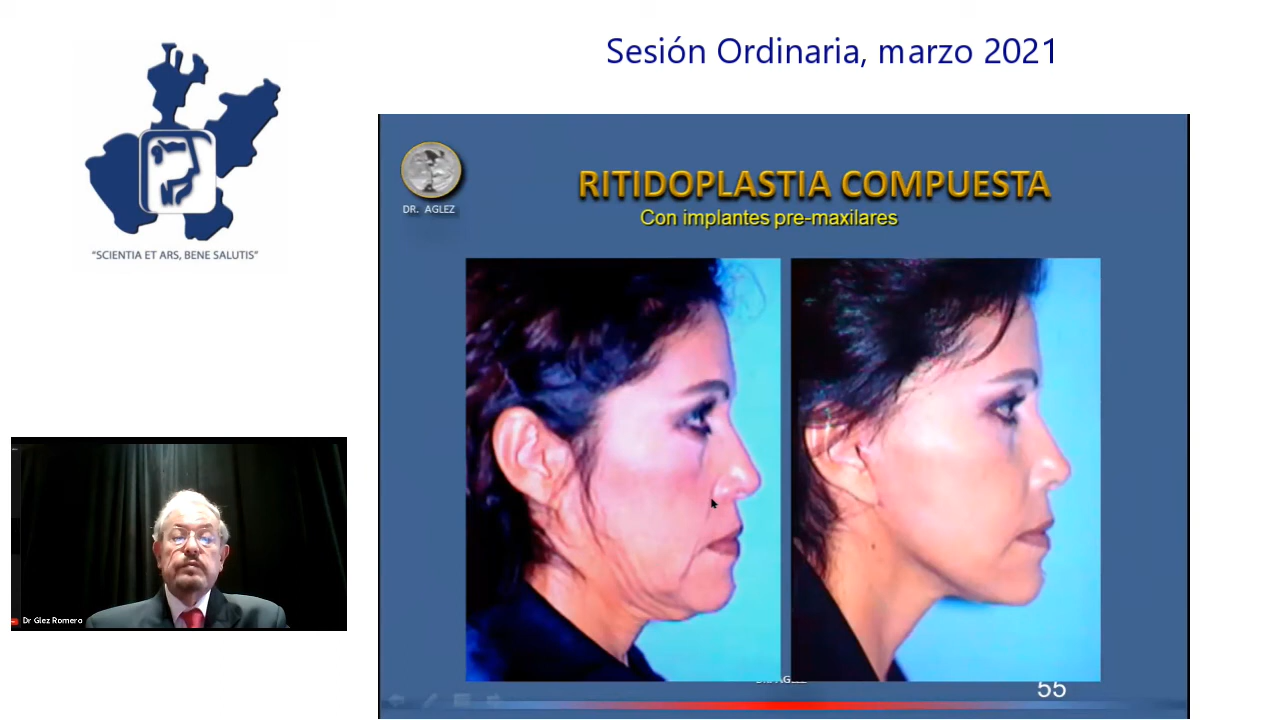 Sesión Ordinaria, marzo 2021
DR. AGLEZ
RITIDOPLASTIA COMPUESTA
Con implantes pre-maxilares
“SCIENTIA ET ARS, BENE SALUTIS”
Dr Glez Romero
55